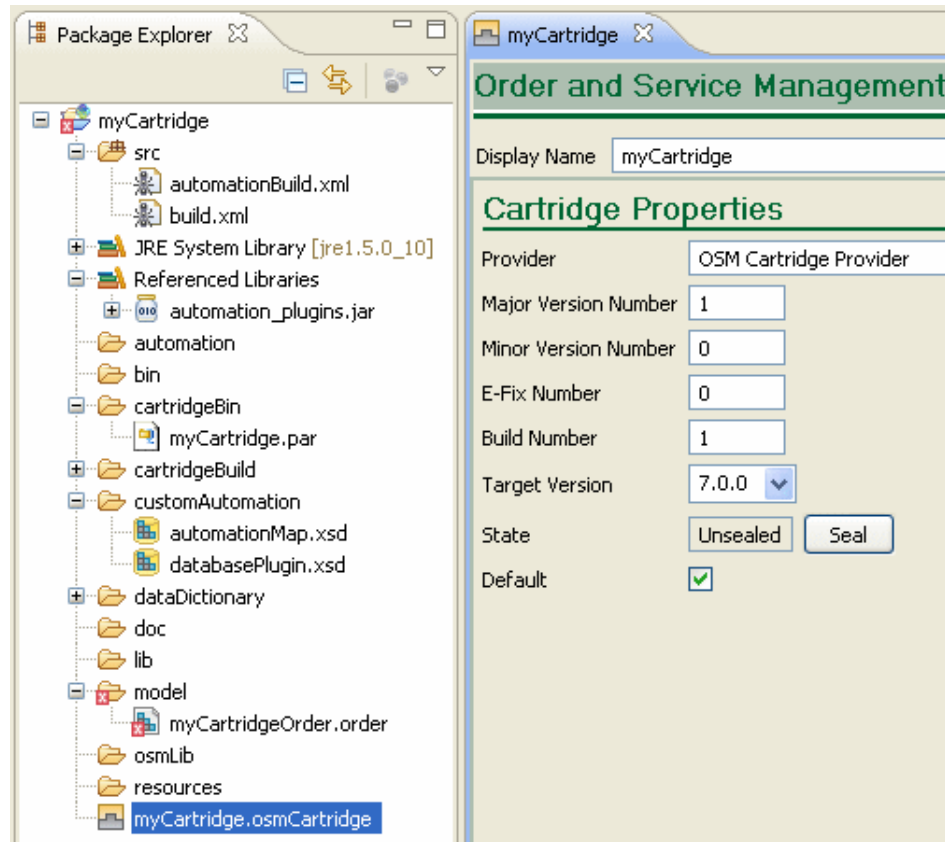 Package Explorer
myCartridge
src
automationBuild.xml
build.xml
JRE System Library [jre1.5.0_10]
Referenced Libraries
automation_plugins.jar
automation
bin
cartridgeBin
myCartridge.par
cartridgeBuild
customAutomation
automationMap.xsd
databasePlugin.xsd
dataDictionary
doc
lib
model
myCartridgeOrder.order
osmLib
resources
myCartridge.osmCartridge
myCartridge
Order and Service Management
Display Name myCartridge
Cartridge Properties
Provider OSM Cartridge Provider
Major Version Number 1
Minor Version Number 0
E-Fix Number 0
Build Number 1
Target Version 7.0.0
State Unsealed Seal
Default